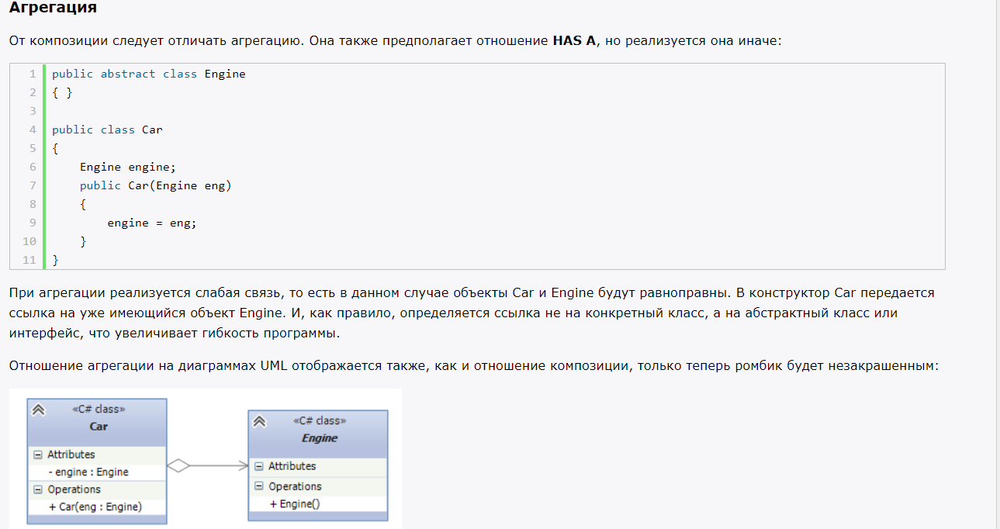 Агрегация
От композиции следует отличать агрегацию. Она также предполагает отношение HAS A, но реализуется она иначе:
1 public abstract class Engine
2 { }
3
4 public class Car
5 {
6     Engine engine;
7     public Car(Engine eng)
8     {
9         engine = eng;
10     }
11 }
При агрегации реализуется слабая связь, то есть в данном случае объекты Car и Engine будут равноправны. В конструктор Car передается
ссылка на уже имеющийся объект Engine. И, как правило, определяется ссылка не на конкретный класс, а на абстрактный класс или
интерфейс, что увеличивает гибкость программы.
Отношение агрегации на диаграммах UML отображается также, как и отношение композиции, только теперь ромбик будет незакрашенным:
«C# class»
Car
Attributes
- engine : Engine
Operations
+ Car(eng : Engine)
«C# class»
Engine
Attributes
Operations
+ Engine()